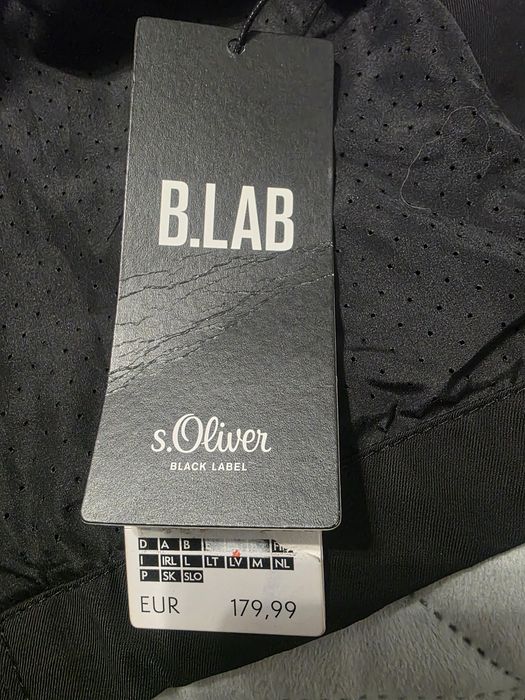 B.LAB
s.Oliver
BLACK LABEL
D A B
I IRL L LT LV M NL
P SK SLO
EUR 179,99